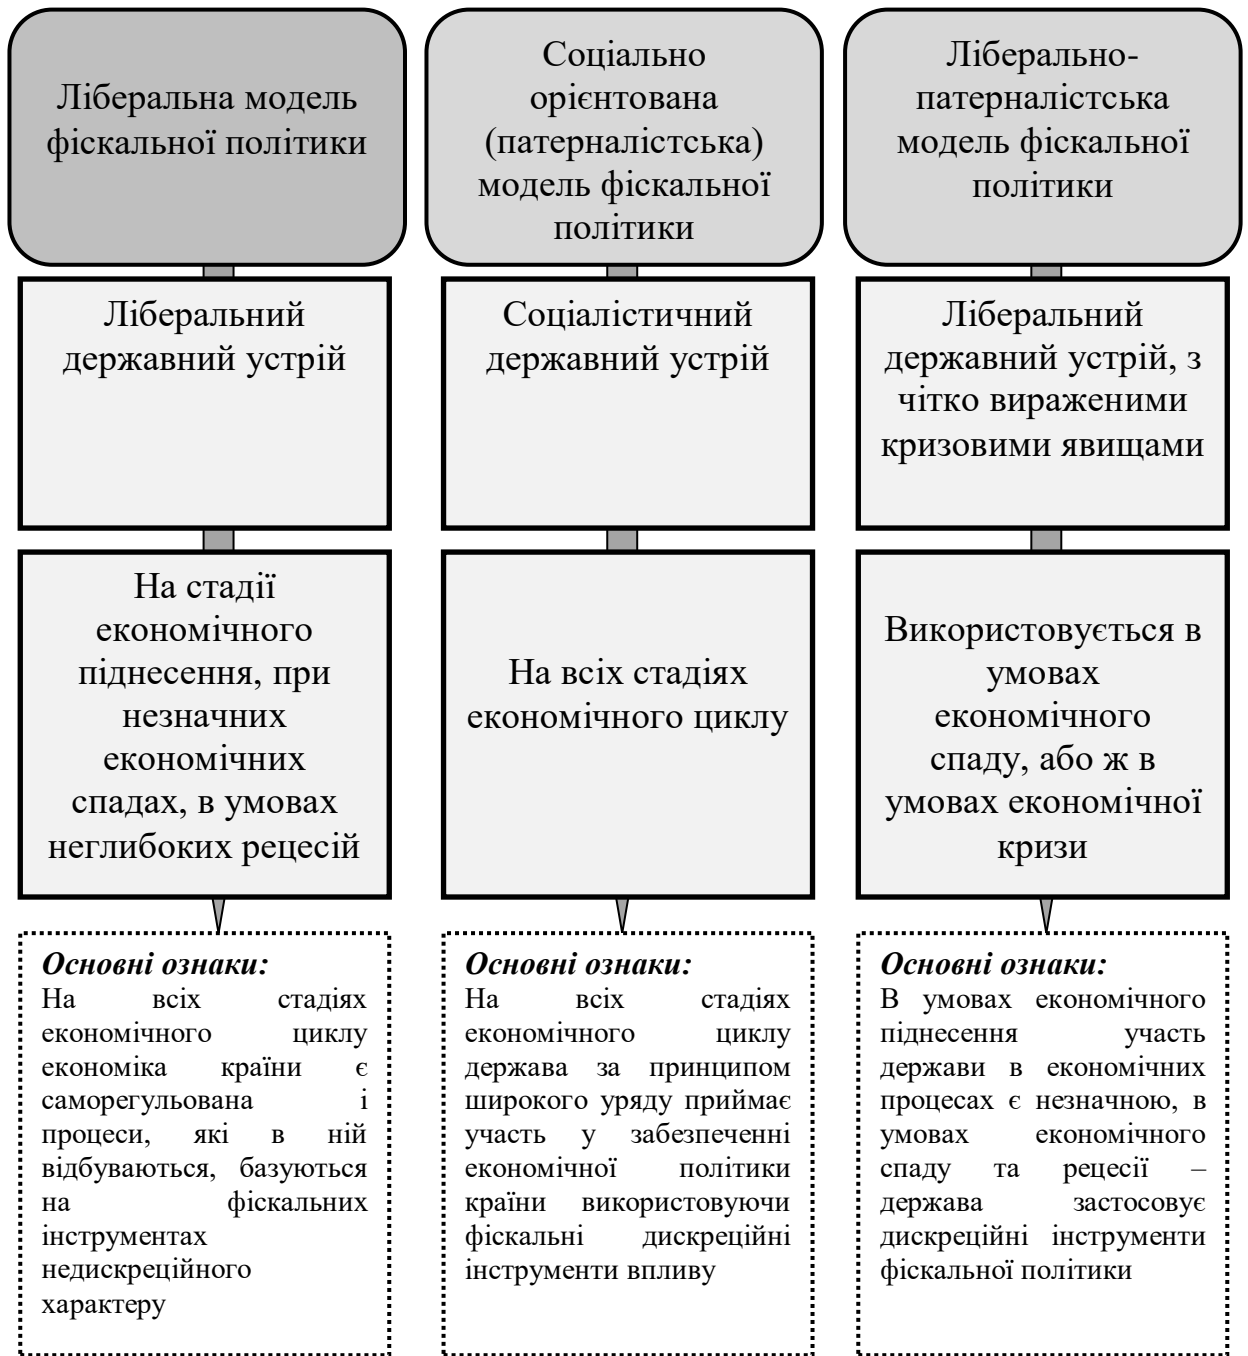 Ліберальна модель
фіскальної політики
Ліберальний
державний устрій
На стадії
економічного
піднесення, при
незначних
економічних
спадах, в умовах
неглибоких рецесій
Основні ознаки:
На всіх стадіях
економічного циклу
економіка країни є
саморегульована і
процеси, які в ній
відбуваються, базуються
на фіскальних
інструментах
недискреційного
характеру
Соціально
орієнтована
(патерналістська)
модель фіскальної
політики
Соціалістичний
державний устрій
На всіх стадіях
економічного циклу
Основні ознаки:
На всіх стадіях
економічного циклу
держава за принципом
широкого уряду приймає
участь у забезпеченні
економічної політики
країни використовуючи
фіскальні дискреційні
інструменти впливу
Ліберально-
патерналістська
модель фіскальної
політики
Ліберальний
державний устрій, з
чітко вираженими
кризовими явищами
Використовується в
умовах
економічного
спаду, або ж в
умовах економічної
кризи
Основні ознаки:
В умовах економічного
піднесення участь
держави в економічних
процесах є незначною, в
умовах економічного
спаду та рецесії –
держава застосовує
дискреційні інструменти
фіскальної політики